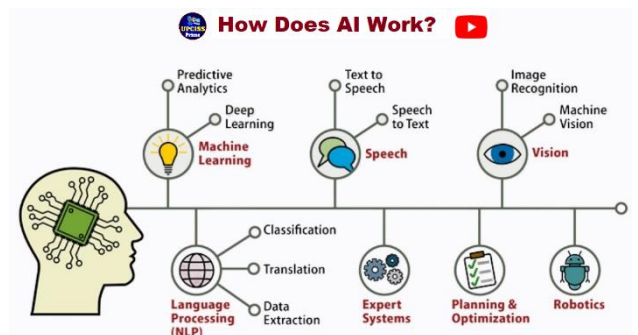 UPCISS
Prime
How Does AI Work?
Predictive
Analytics
Deep
Learning
Machine
Learning
Text to
Speech
Speech
to Text
Speech
Image
Recognition
Machine
Vision
Vision
Classification
Translation
Data
Extraction
Language
Processing
(NLP)
Expert
Systems
Planning &
Optimization
Robotics